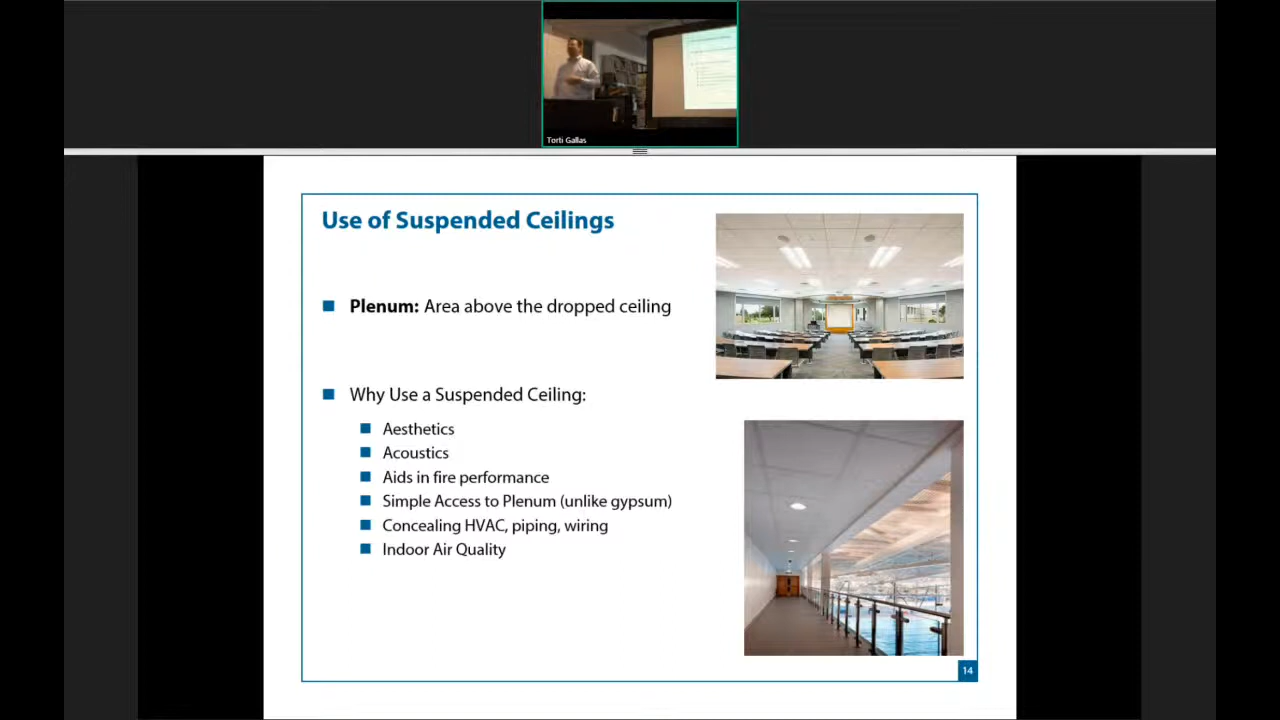 Torti Gallas
Use of Suspended Ceilings
Plenum: Area above the dropped ceiling
Why Use a Suspended Ceiling:
Aesthetics
Acoustics
Aids in fire performance
Simple Access to Plenum (unlike gypsum)
Concealing HVAC, piping, wiring
Indoor Air Quality
14